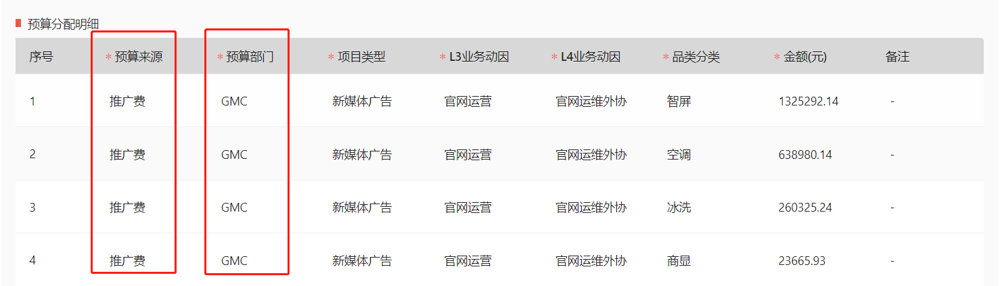 预算分配明细
序号 * 预算来源 * 预算部门 * 项目类型 * L3业务动因 * L4业务动因 * 品类分类 * 金额(元) 备注
1 推广费 GMC 新媒体广告 官网运营 官网运维外协 智屏 1325292.14 -
2 推广费 GMC 新媒体广告 官网运营 官网运维外协 空调 638980.14 -
3 推广费 GMC 新媒体广告 官网运营 官网运维外协 冰洗 260325.24 -
4 推广费 GMC 新媒体广告 官网运营 官网运维外协 商显 23665.93 -